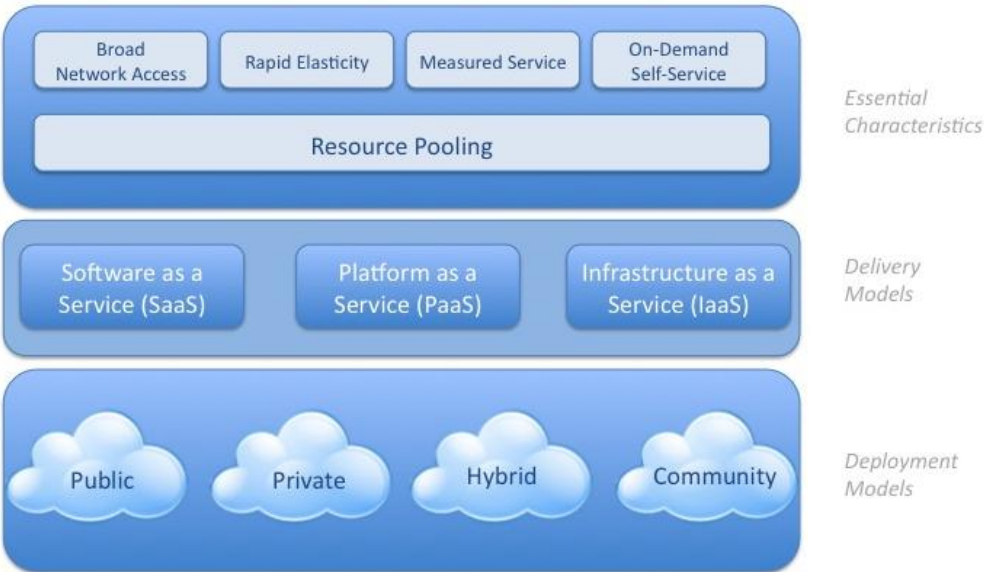 Broad
Network Access
Rapid Elasticity
Measured Service
On-Demand
Self-Service
Essential
Characteristics
Resource Pooling
Software as a
Service (SaaS)
Platform as a
Service (PaaS)
Infrastructure as a
Service (IaaS)
Delivery
Models
Public
Private
Hybrid
Community
Deployment
Models